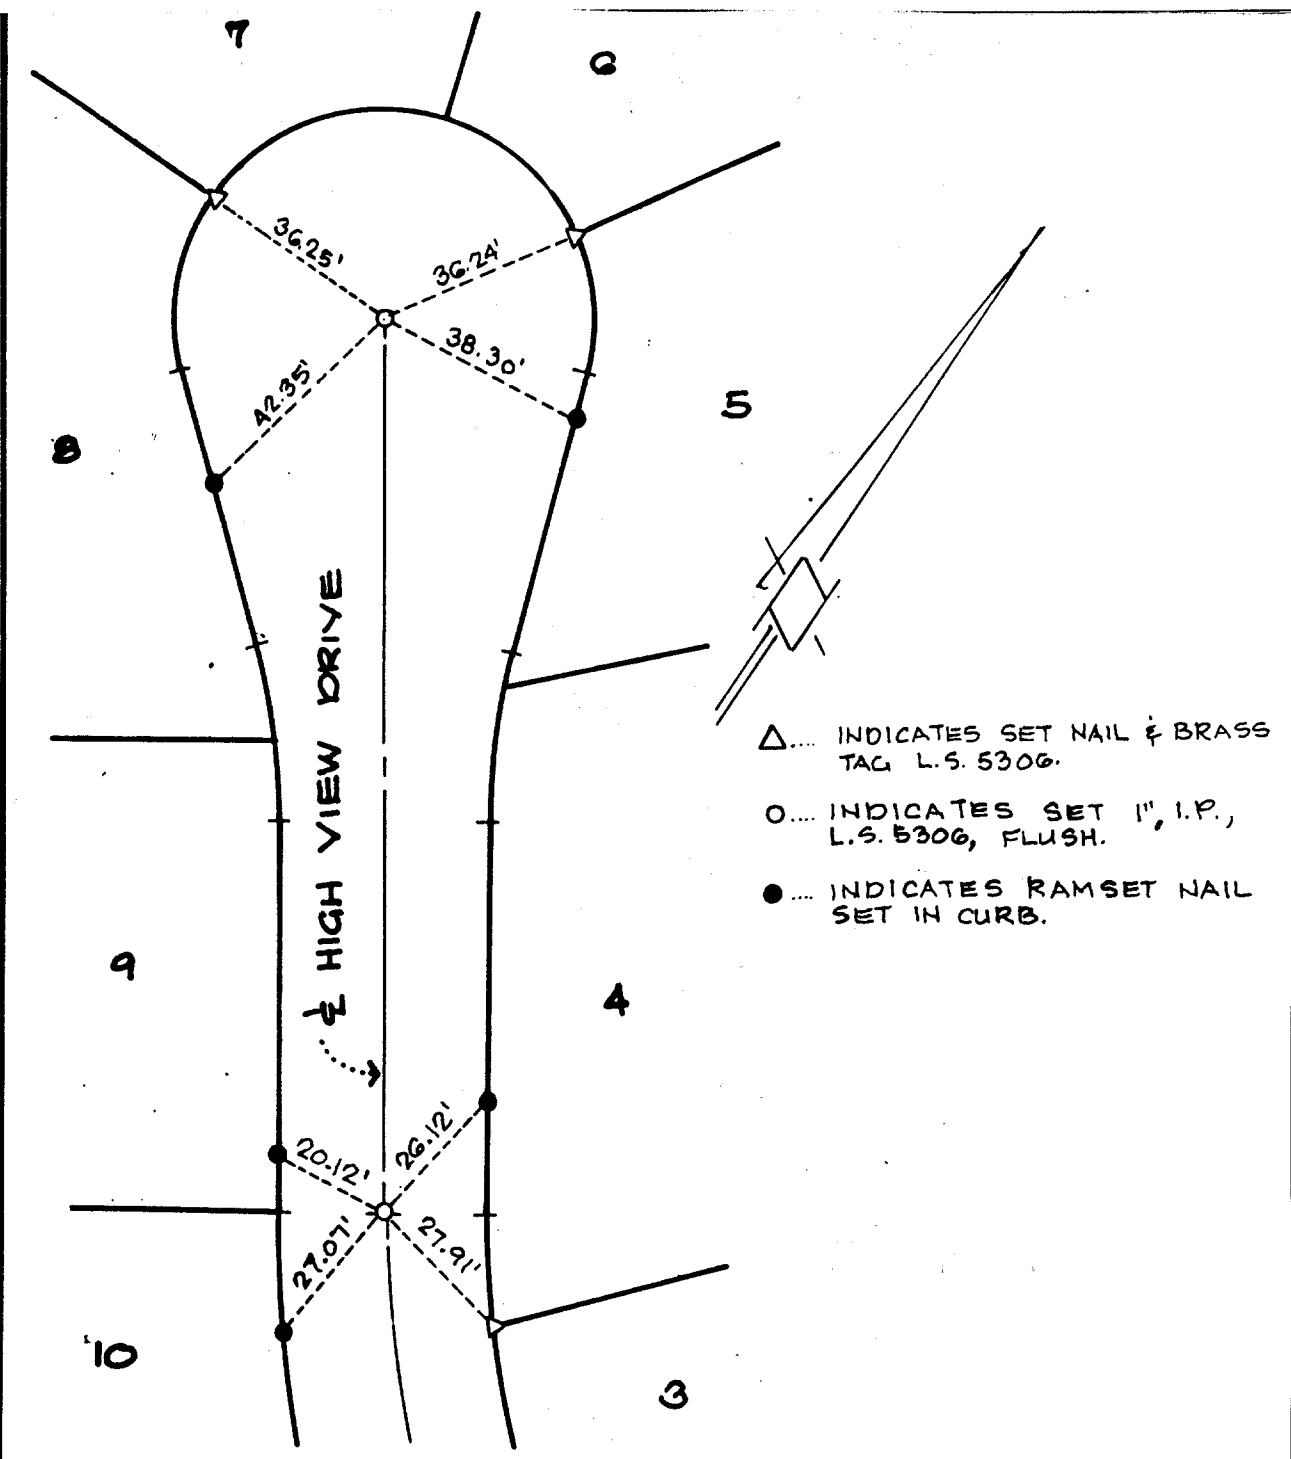 7
6
36.25'
36.24'
38.30'
42.35'
5
8
℄ HIGH VIEW DRIVE
△.... INDICATES SET NAIL & BRASS
TAG L.S. 5306.
○.... INDICATES SET 1", I.P.,
L.S. 5306, FLUSH.
●.... INDICATES RAMSET NAIL
SET IN CURB.
9
4
20.12'
26.12'
27.07'
27.91'
10
3